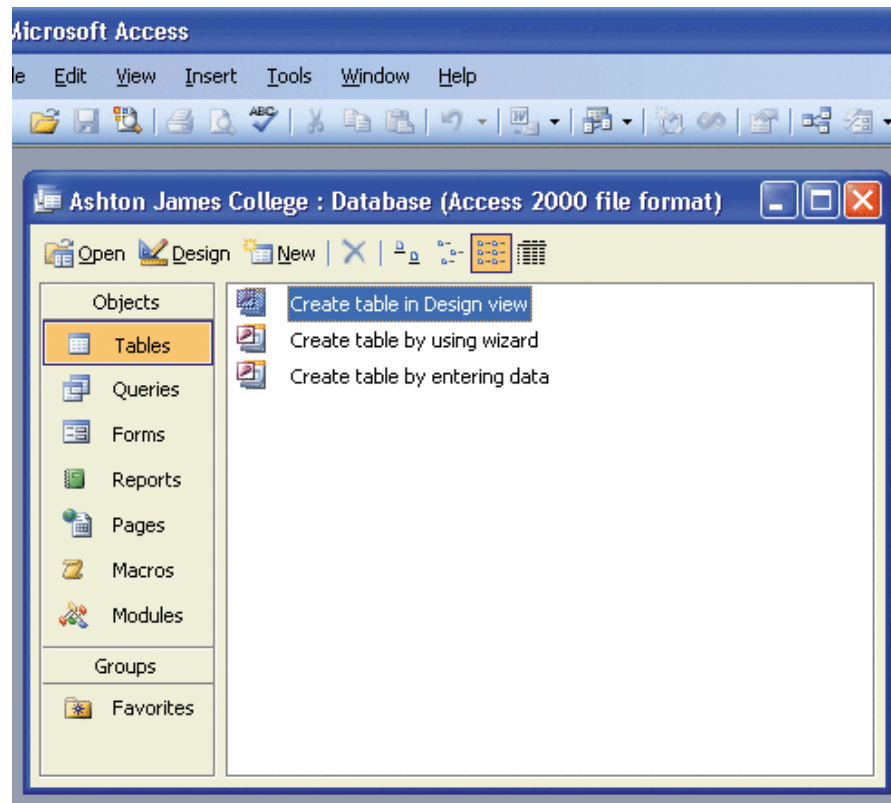 Microsoft Access
le Edit View Insert Tools Window Help
ABC W
Ashton James College : Database (Access 2000 file format)
Open Design New
Objects
Tables
Queries
Forms
Reports
Pages
Macros
Modules
Groups
Favorites
Create table in Design view
Create table by using wizard
Create table by entering data